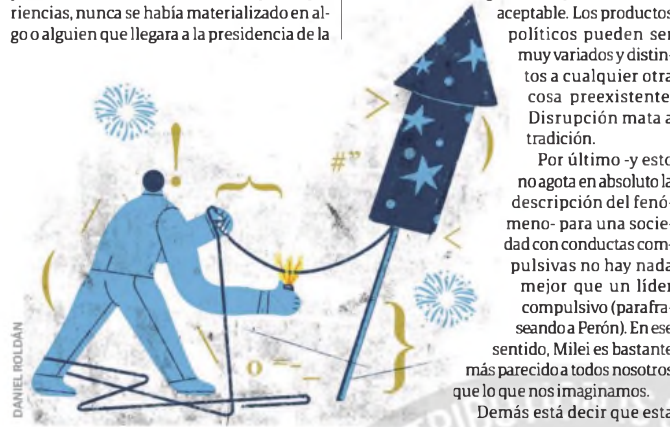 riencias, nunca se había materializado en al-
go o alguien que llegara a la presidencia de la
aceptable. Los productos
políticos pueden ser
muy variados y distin-
tos a cualquier otra
cosa preexistente
Disrupción mata a
tradición.
Por último -y esto
no agota en absoluto la
descripción del fenó-
meno- para una socie-
dad con conductas com-
pulsivas no hay nada
mejor que un líder
compulsivo (parafra-
seando a Perón). En ese
sentido, Milei es bastante
más parecido a todos nosotros
que lo que nos imaginamos.
Demás está decir que esta
DANIEL ROLDÁN
!
#”